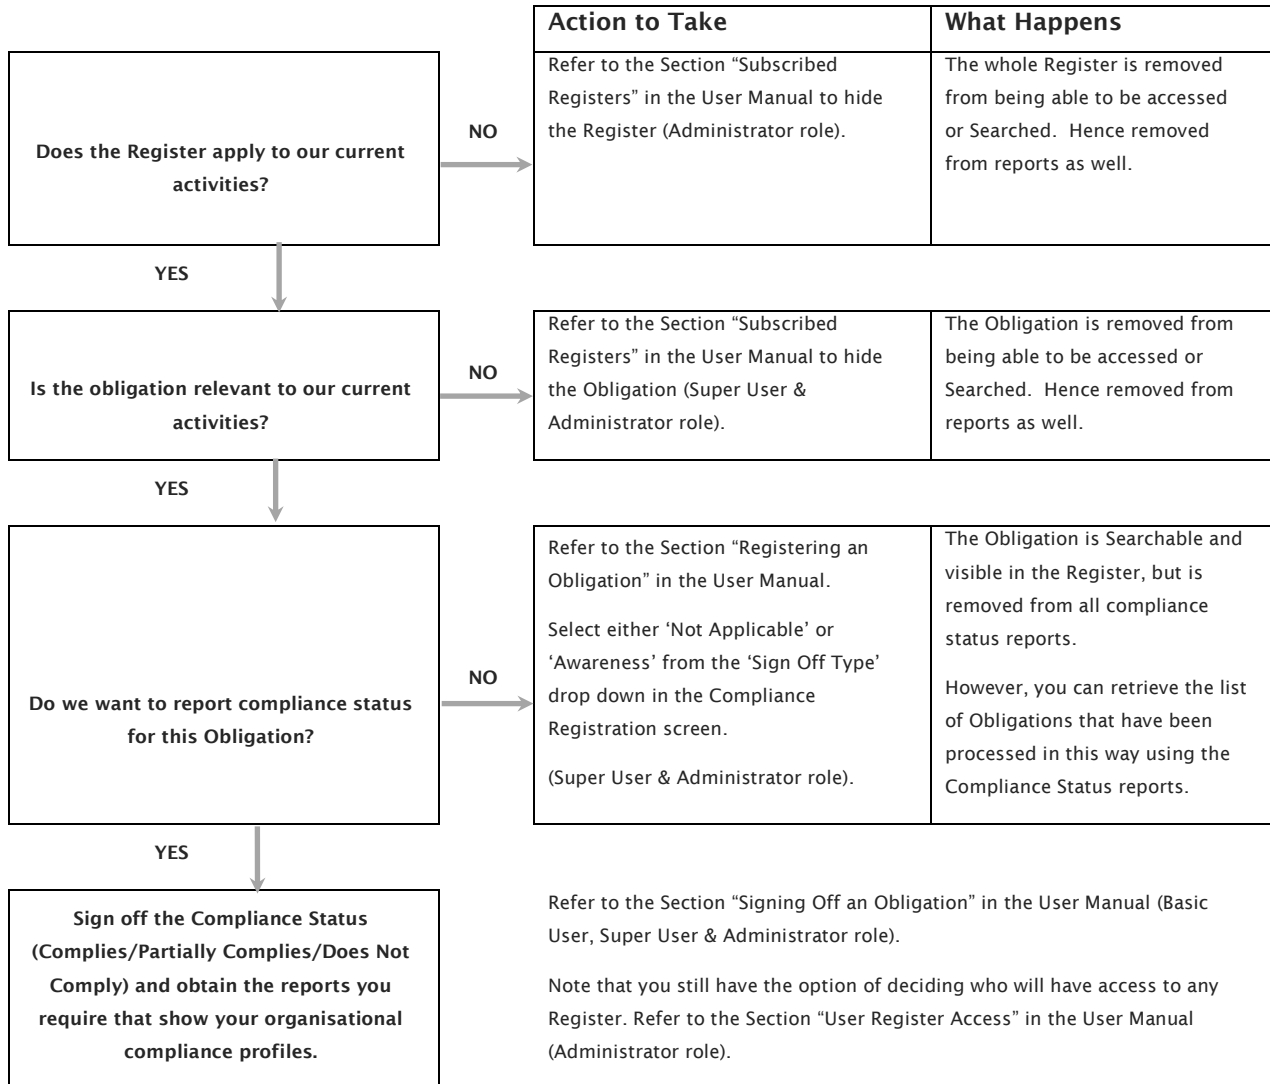 Action to Take
What Happens
Does the Register apply to our current
activities?
NO
Refer to the Section “Subscribed
Registers” in the User Manual to hide
the Register (Administrator role).
The whole Register is removed
from being able to be accessed
or Searched.  Hence removed
from reports as well.
YES
Is the obligation relevant to our current
activities?
NO
Refer to the Section “Subscribed
Registers” in the User Manual to hide
the Obligation (Super User &
Administrator role).
The Obligation is removed from
being able to be accessed or
Searched.  Hence removed from
reports as well.
YES
Do we want to report compliance status
for this Obligation?
NO
Refer to the Section “Registering an
Obligation” in the User Manual.
Select either ‘Not Applicable’ or
‘Awareness’ from the ‘Sign Off Type’
drop down in the Compliance
Registration screen.
(Super User & Administrator role).
The Obligation is Searchable and
visible in the Register, but is
removed from all compliance
status reports.
However, you can retrieve the list
of Obligations that have been
processed in this way using the
Compliance Status reports.
YES
Sign off the Compliance Status
(Complies/Partially Complies/Does Not
Comply) and obtain the reports you
require that show your organisational
compliance profiles.
Refer to the Section “Signing Off an Obligation” in the User Manual (Basic
User, Super User & Administrator role).
Note that you still have the option of deciding who will have access to any
Register. Refer to the Section “User Register Access” in the User Manual
(Administrator role).